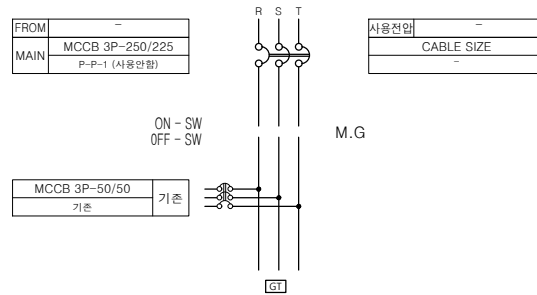 R S T
FROM -
MAIN MCCB 3P-250/225
P-P-1 (사용안함)
사용전압 -
CABLE SIZE
-
ON - SW
OFF - SW
M.G
MCCB 3P-50/50
기존
기존
GT